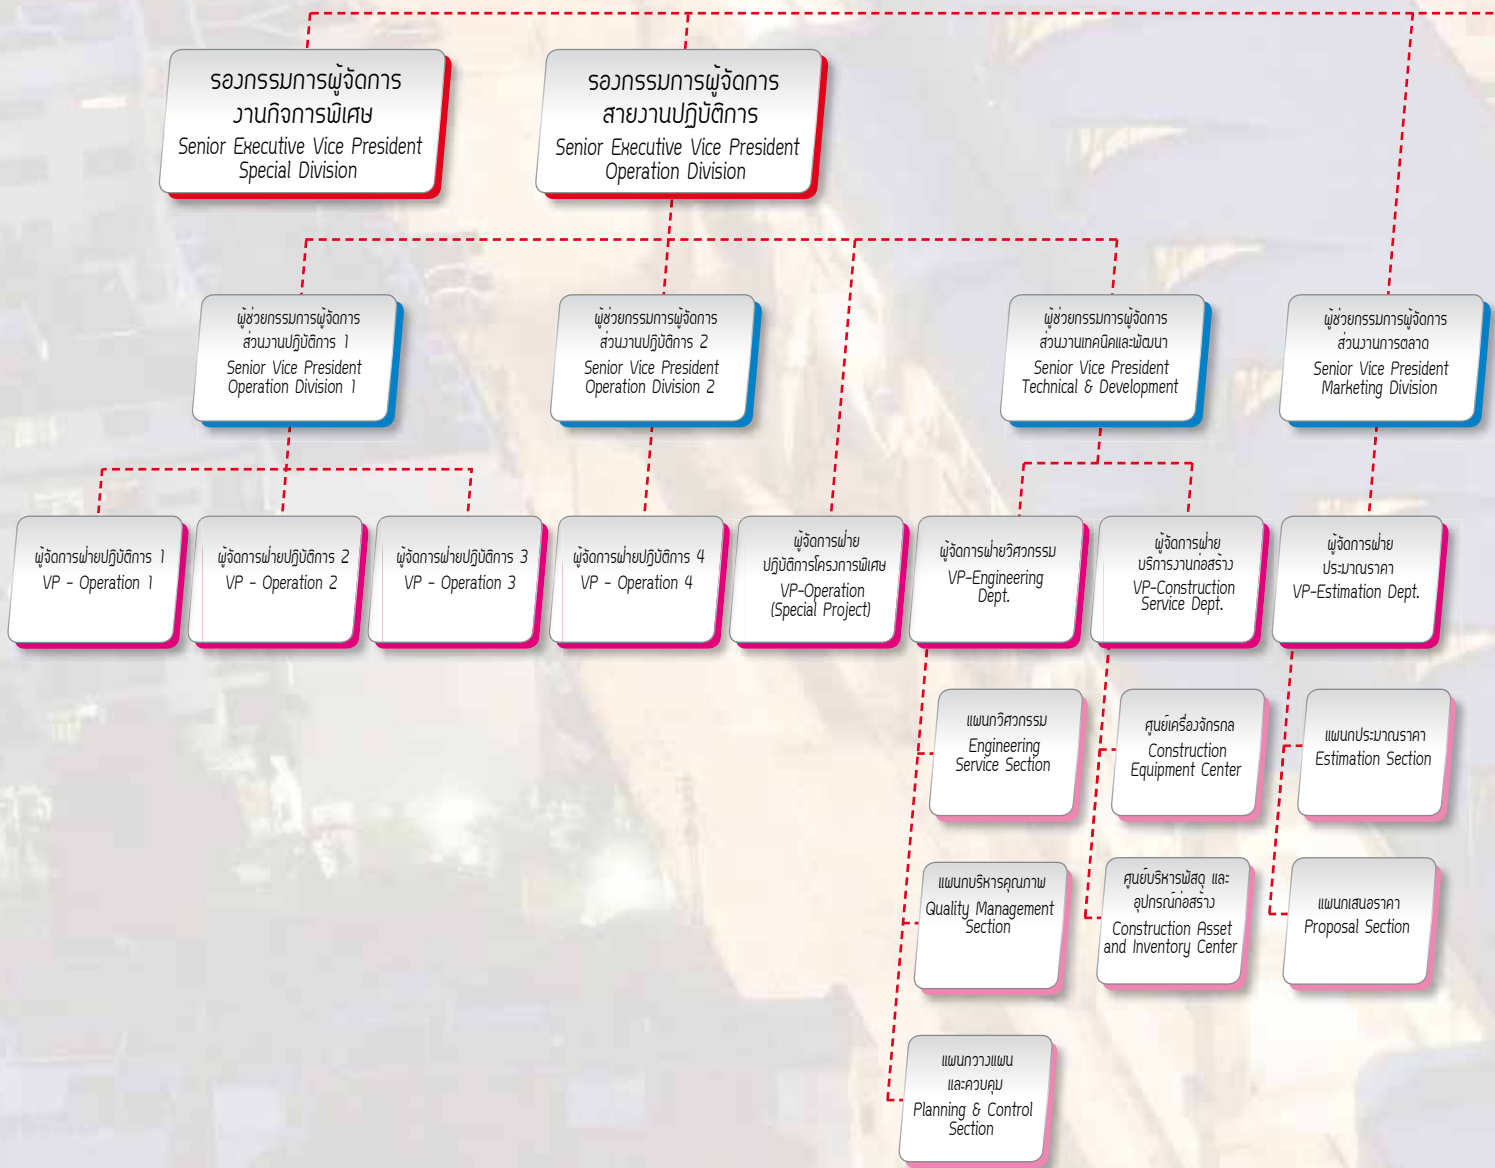 รองกรรมการผู้จัดการ
งานกิจการพิเศษ
Senior Executive Vice President
Special Division
รองกรรมการผู้จัดการ
สายงานปฏิบัติการ
Senior Executive Vice President
Operation Division
ผู้ช่วยกรรมการผู้จัดการ
ส่วนงานปฏิบัติการ 1
Senior Vice President
Operation Division 1
ผู้ช่วยกรรมการผู้จัดการ
ส่วนงานปฏิบัติการ 2
Senior Vice President
Operation Division 2
ผู้ช่วยกรรมการผู้จัดการ
ส่วนงานเทคนิคและพัฒนา
Senior Vice President
Technical & Development
ผู้ช่วยกรรมการผู้จัดการ
ส่วนงานการตลาด
Senior Vice President
Marketing Division
ผู้จัดการฝ่ายปฏิบัติการ 1
VP - Operation 1
ผู้จัดการฝ่ายปฏิบัติการ 2
VP - Operation 2
ผู้จัดการฝ่ายปฏิบัติการ 3
VP - Operation 3
ผู้จัดการฝ่ายปฏิบัติการ 4
VP - Operation 4
ผู้จัดการฝ่าย
ปฏิบัติการโครงการพิเศษ
VP-Operation
(Special Project)
ผู้จัดการฝ่ายวิศวกรรม
VP-Engineering
Dept.
ผู้จัดการฝ่าย
บริการงานก่อสร้าง
VP-Construction
Service Dept.
ผู้จัดการฝ่าย
ประมาณราคา
VP-Estimation Dept.
แผนกวิศวกรรม
Engineering
Service Section
ศูนย์เครื่องจักรกล
Construction
Equipment Center
แผนกประมาณราคา
Estimation Section
แผนกบริหารคุณภาพ
Quality Management
Section
ศูนย์บริหารพัสดุ และ
อุปกรณ์ก่อสร้าง
Construction Asset
and Inventory Center
แผนกเสนอราคา
Proposal Section
แผนกวางแผน
และควบคุม
Planning & Control
Section